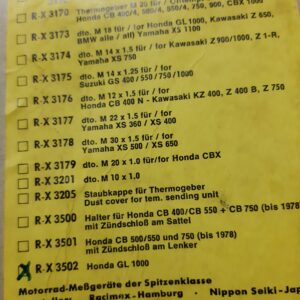 R-X 3170 Thermogeber M 20 für /
Honda CB 400/4, 500/4, 550/4, 750, 900, CBX 1000
R-X 3173 dto. M 18 für / for Honda GL 1000, Kawasaki Z 650,
BMW alle / all) Yamaha XS 1100
R-X 3174 dto. M 14 x 1.5 für / for Kawasaki Z 900/1000, Z 1-R,
Yamaha XS 750
R-X 3175 dto. M 14 x 1.25 für / for
Suzuki GS 400/550/750/1000
R-X 3176 dto. M 12 x 1.5 für / for
Honda CB 400 N - Kawasaki KZ 400, Z 400 B, Z 750
R-X 3177 dto. M 22 x 1.5 für / for
Yamaha XS 360 / XS 400
R-X 3178 dto. M 30 x 1.5 für / for
Yamaha XS 500 / XS 650
R-X 3179 dto. M 20 x 1.0 für/for Honda CBX
R-X 3201 dto. M 10 x 1.0
R-X 3205 Staubkappe für Thermogeber
Dust cover for tem. sending unit
R-X 3500 Halter für Honda CB 400/CB 550 + CB 750 (bis 1978)
mit Zündschloß am Sattel
R-X 3501 Honda CB 500/550 und 750 (bis 1978)
mit Zündschloß am Lenker
R-X 3502 Honda GL 1000
Motorrad-Meßgeräte der Spitzenklasse
Racimex-Hamburg · Nippon Seiki-Jap